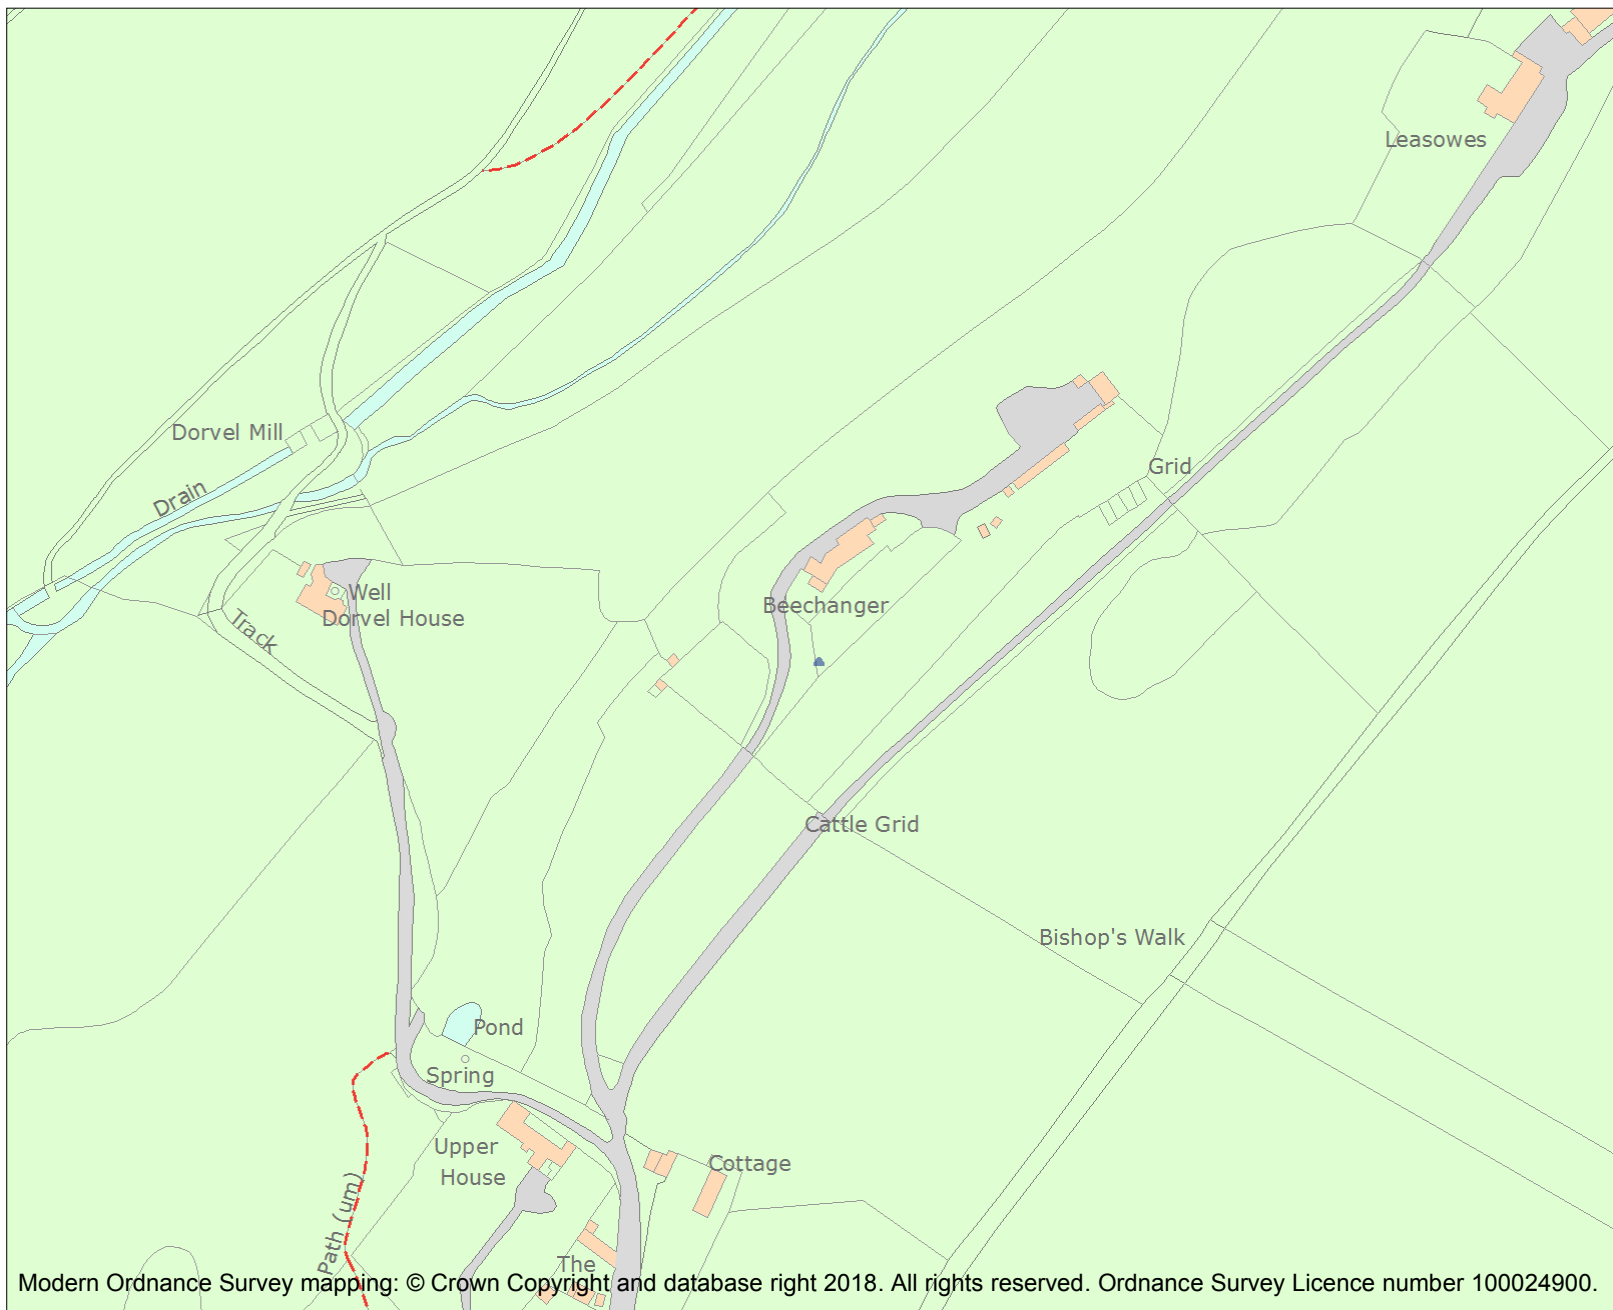 Leasowes
Dorvel Mill
Grid
Drain
Well
Dorvel House
Beechanger
Track
Cattle Grid
Bishop's Walk
Pond
Spring
Upper
House
Cottage
Path (um)
The
Modern Ordnance Survey mapping: © Crown Copyright and database right 2018. All rights reserved. Ordnance Survey Licence number 100024900.